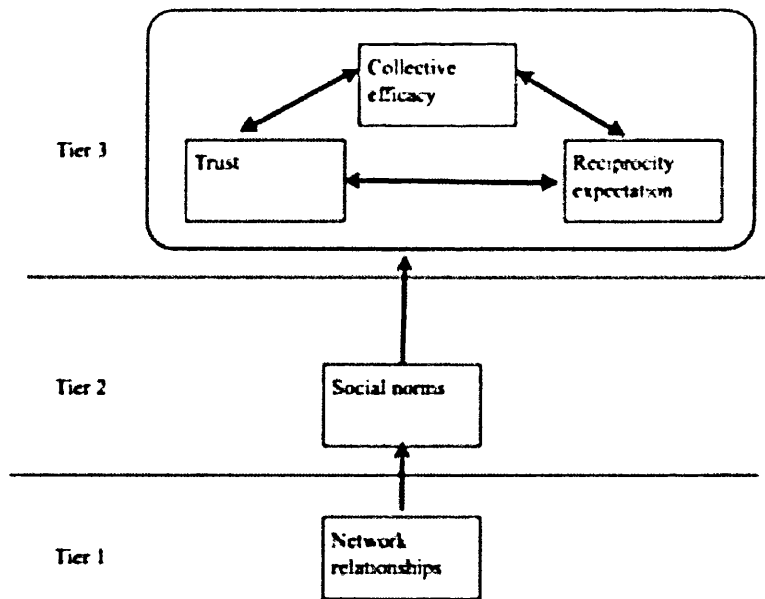 Collective
efficacy
Tier 3
Trust
Reciprocity
expectation
Tier 2
Social norms
Tier 1
Network
relationships